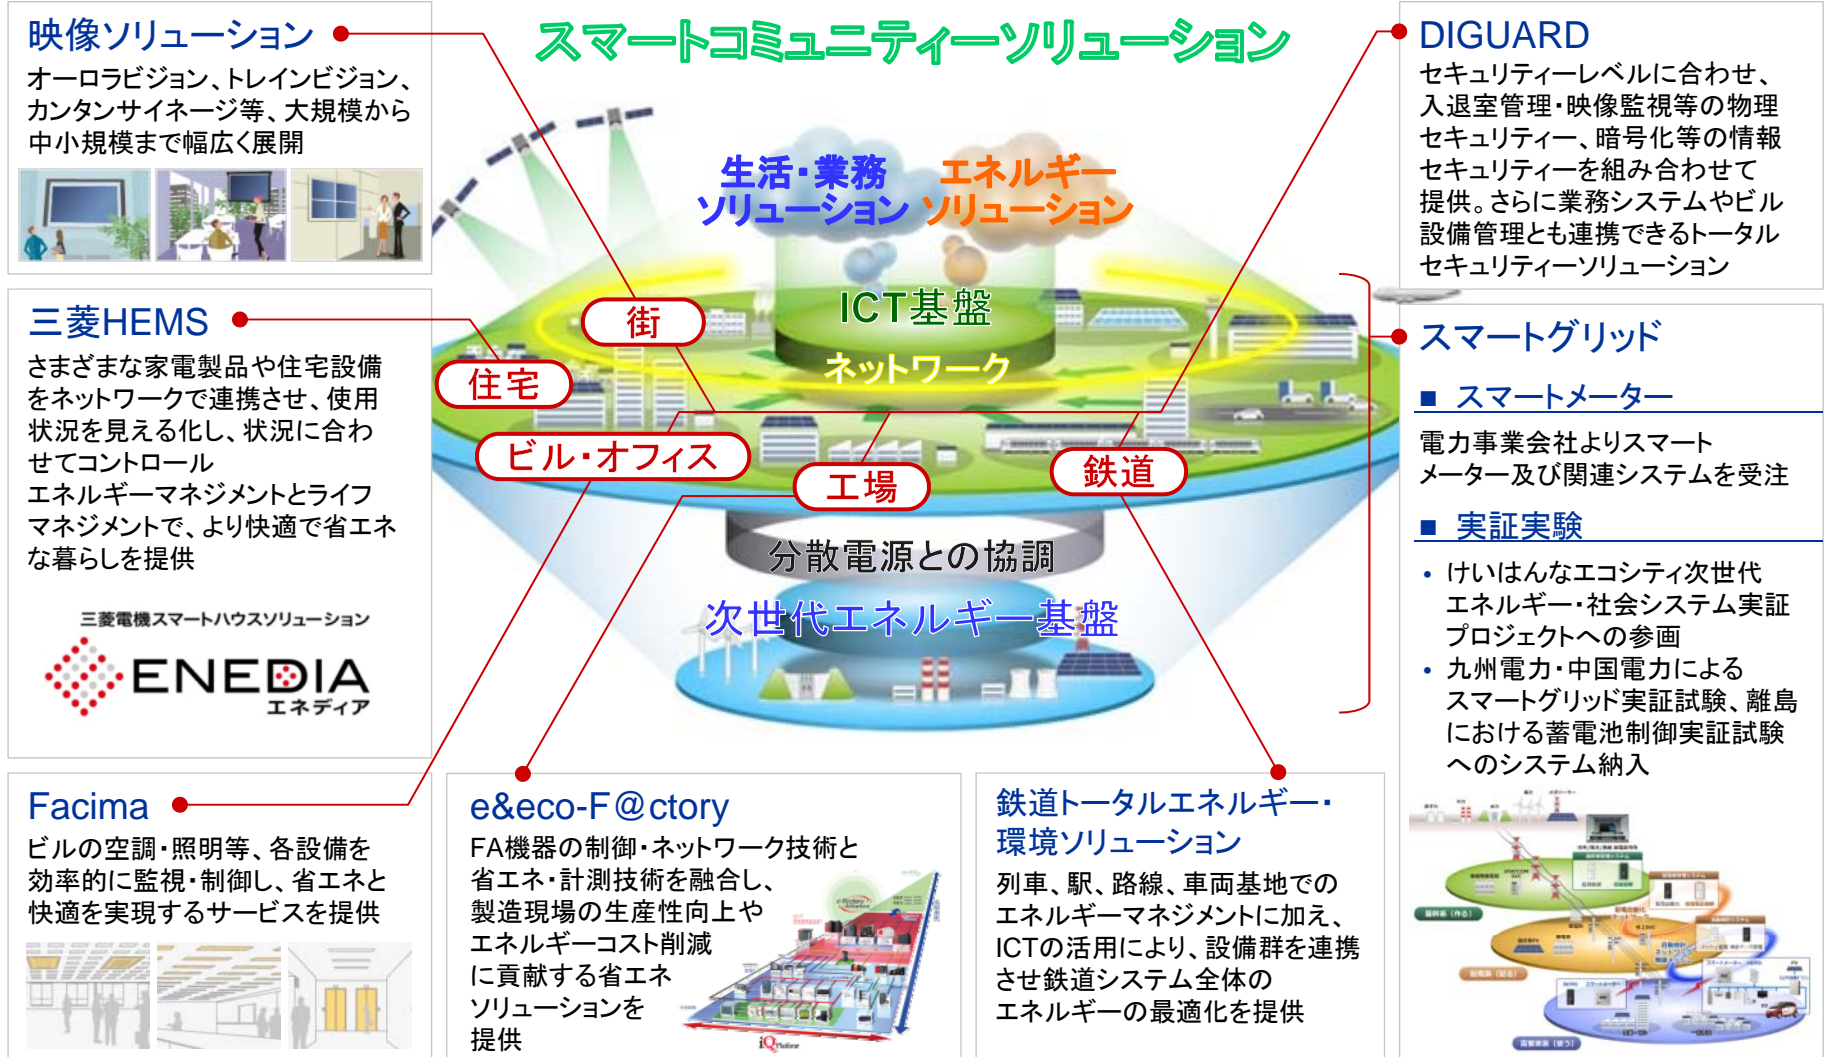 スマートコミュニティーソリューション
映像ソリューション
オーロラビジョン、トレインビジョン、
カンタンサイネージ等、大規模から
中小規模まで幅広く展開
三菱HEMS
さまざまな家電製品や住宅設備
をネットワークで連携させ、使用
状況を見える化し、状況に合わ
せてコントロール
エネルギーマネジメントとライフ
マネジメントで、より快適で省エネ
な暮らしを提供
三菱電機スマートハウスソリューション
ENEDIA
エネディア
Facima
ビルの空調・照明等、各設備を
効率的に監視・制御し、省エネと
快適を実現するサービスを提供
生活・業務
ソリューション
エネルギー
ソリューション
ICT基盤
ネットワーク
街
住宅
ビル・オフィス
工場
鉄道
分散電源との協調
次世代エネルギー基盤
e&eco-F@ctory
FA機器の制御・ネットワーク技術と
省エネ・計測技術を融合し、
製造現場の生産性向上や
エネルギーコスト削減
に貢献する省エネ
ソリューションを
提供
iQ Platform
鉄道トータルエネルギー・
環境ソリューション
列車、駅、路線、車両基地での
エネルギーマネジメントに加え、
ICTの活用により、設備群を連携
させ鉄道システム全体の
エネルギーの最適化を提供
DIGUARD
セキュリティーレベルに合わせ、
入退室管理・映像監視等の物理
セキュリティー、暗号化等の情報
セキュリティーを組み合わせて
提供。さらに業務システムやビル
設備管理とも連携できるトータル
セキュリティーソリューション
スマートグリッド
■ スマートメーター
電力事業会社よりスマート
メーター及び関連システムを受注
■ 実証実験
• けいはんなエコシティ次世代
エネルギー・社会システム実証
プロジェクトへの参画
• 九州電力・中国電力による
スマートグリッド実証試験、離島
における蓄電池制御実証試験
へのシステム納入